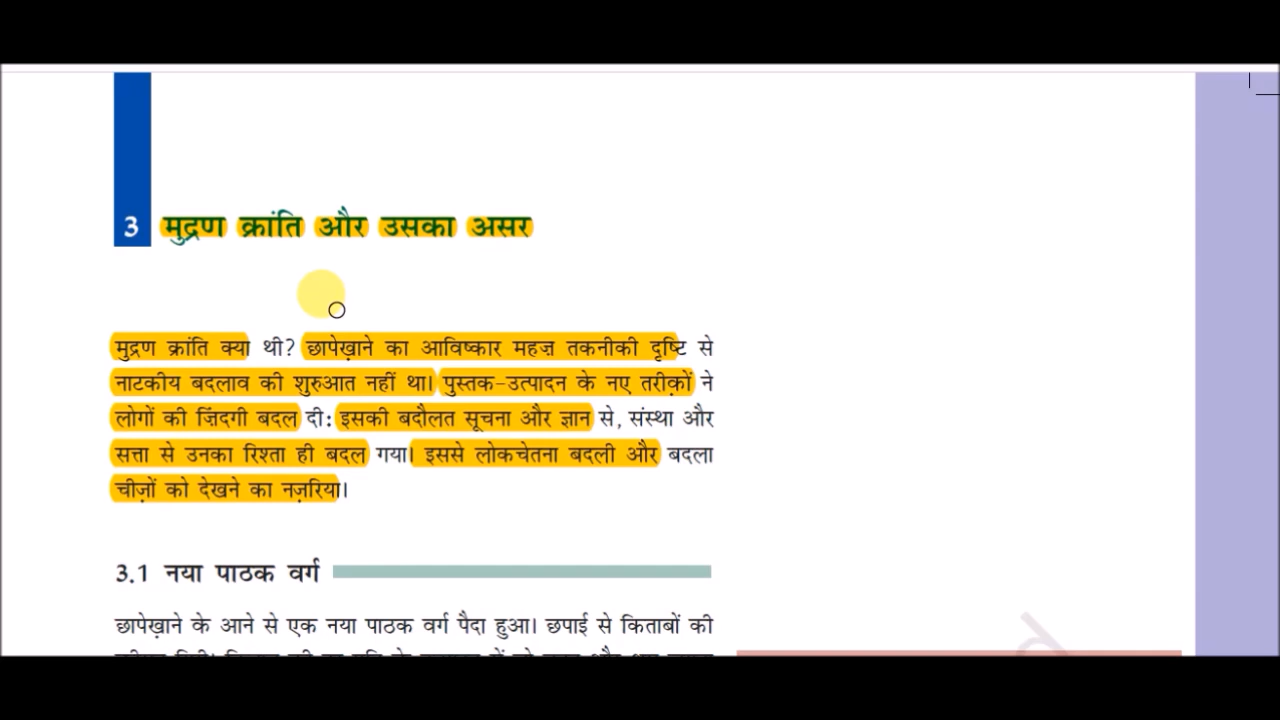 3 मुद्रण क्रांति और उसका असर
मुद्रण क्रांति क्या थी? छापेख़ाने का आविष्कार महज़ तकनीकी दृष्टि से
नाटकीय बदलाव की शुरुआत नहीं था। पुस्तक-उत्पादन के नए तरीक़ों ने
लोगों की ज़िंदगी बदल दी: इसकी बदौलत सूचना और ज्ञान से, संस्था और
सत्ता से उनका रिश्ता ही बदल गया। इससे लोकचेतना बदली और बदला
चीज़ों को देखने का नज़रिया।
3.1 नया पाठक वर्ग
छापेख़ाने के आने से एक नया पाठक वर्ग पैदा हुआ। छपाई से किताबों की